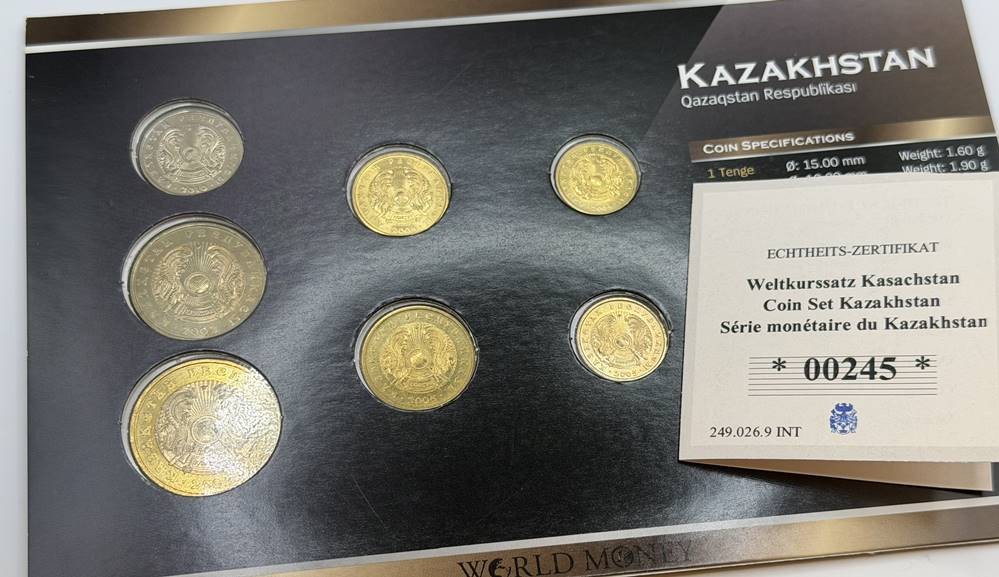 KAZAKHSTAN
Qazaqstan Respublikası
COIN SPECIFICATIONS
1 Tenge Ø: 15.00 mm Weight: 1.60 g
Weight: 1.90 g
ECHTHEITS-ZERTIFIKAT
Weltkurssatz Kasachstan
Coin Set Kazakhstan
Série monétaire du Kazakhstan
* 00245 *
249.026.9 INT
WORLD MONEY